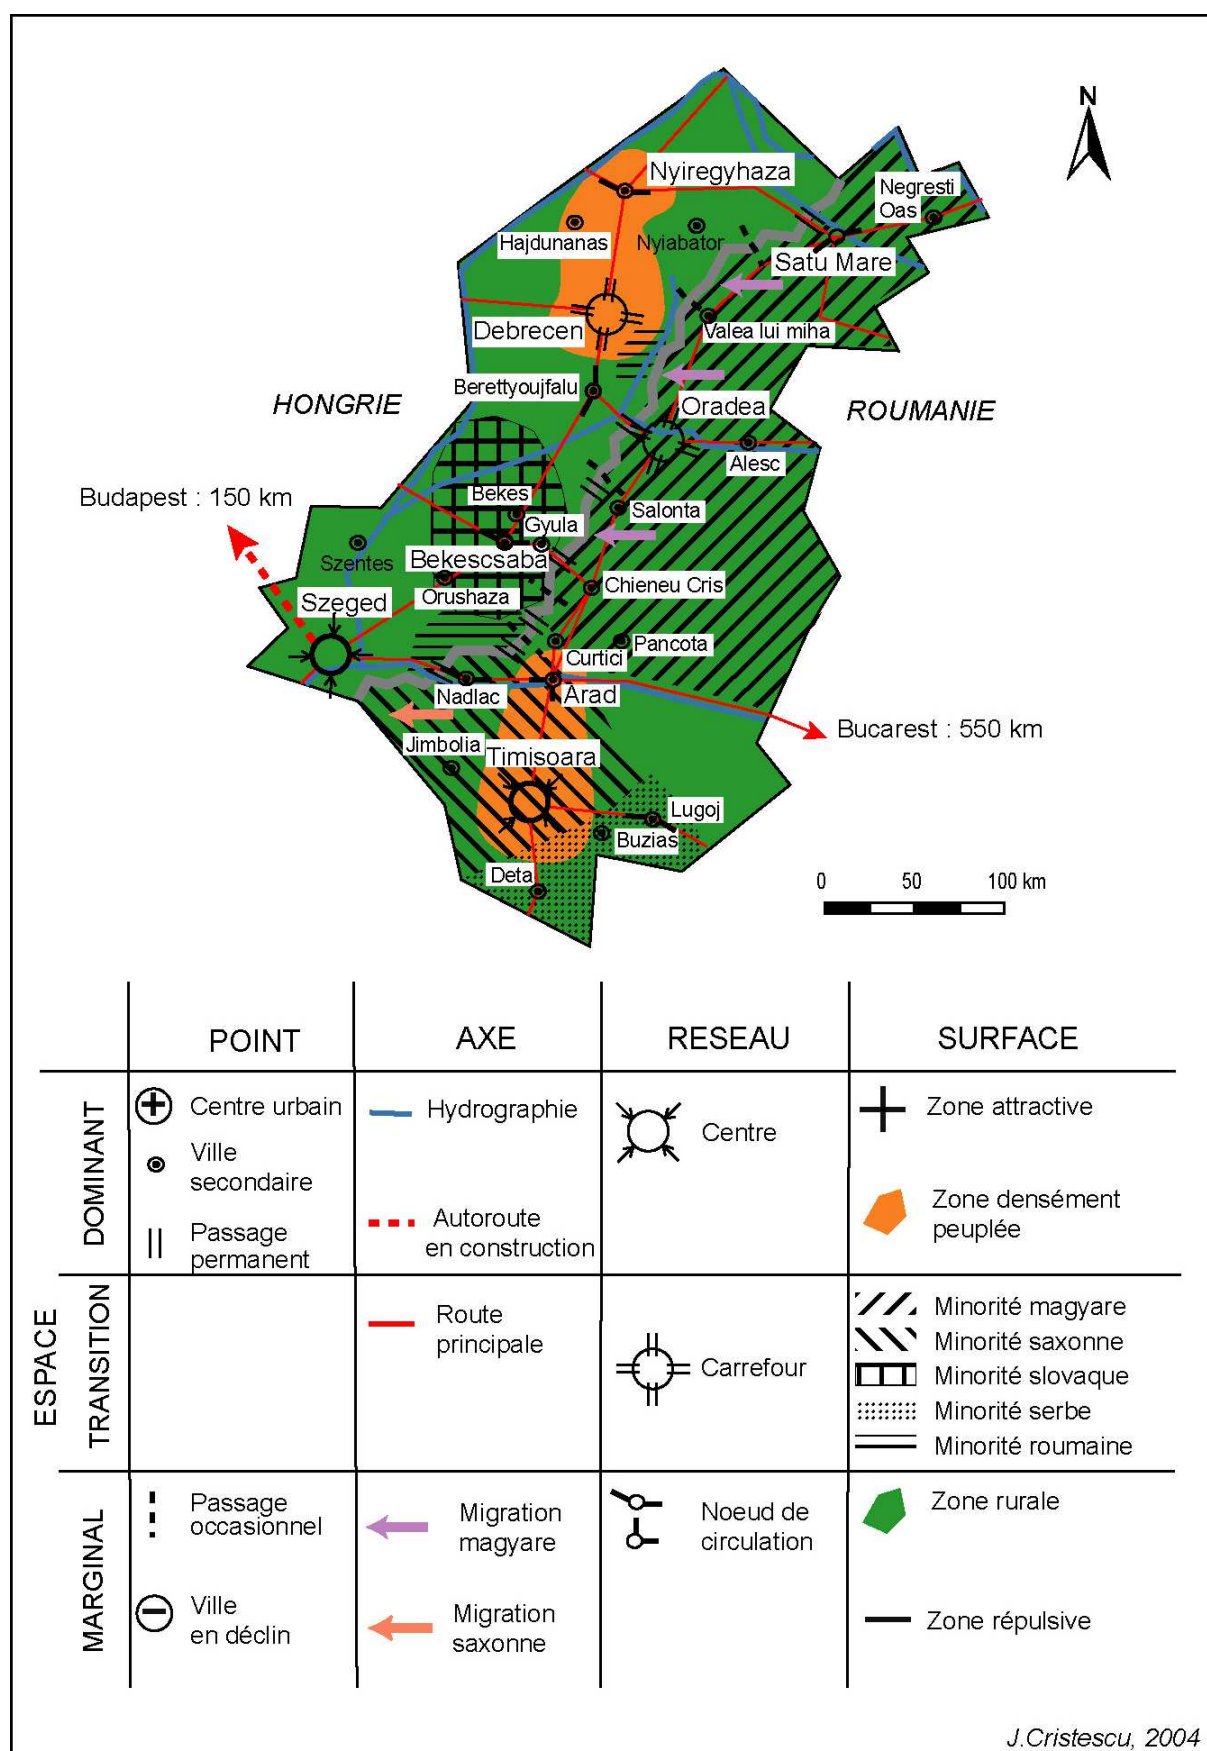 N
Nyiregyhaza
Negresti
Oas
Hajdunanas
Nyiabator
Satu Mare
Debrecen
Valea lui miha
Berettyoujfalu
HONGRIE
Oradea
ROUMANIE
Alesc
Budapest : 150 km
Bekes
Salonta
Gyula
Szentes
Bekescsaba
Orushaza
Chieneu Cris
Szeged
Curtici
Pancota
Nadlac
Arad
Bucarest : 550 km
Jimbolia
Timisoara
Lugoj
Buzias
Deta
0 50 100 km
POINT AXE RESEAU SURFACE
ESPACE
DOMINANT
Centre urbain
Ville
secondaire
Passage
permanent
Hydrographie
Autoroute
en construction
Centre
Zone attractive
Zone densément
peuplée
TRANSITION
Route
principale
Carrefour
Minorité magyare
Minorité saxonne
Minorité slovaque
Minorité serbe
Minorité roumaine
MARGINAL
Passage
occasionnel
Ville
en déclin
Migration
magyare
Migration
saxonne
Noeud de
circulation
Zone rurale
Zone répulsive
J.Cristescu, 2004